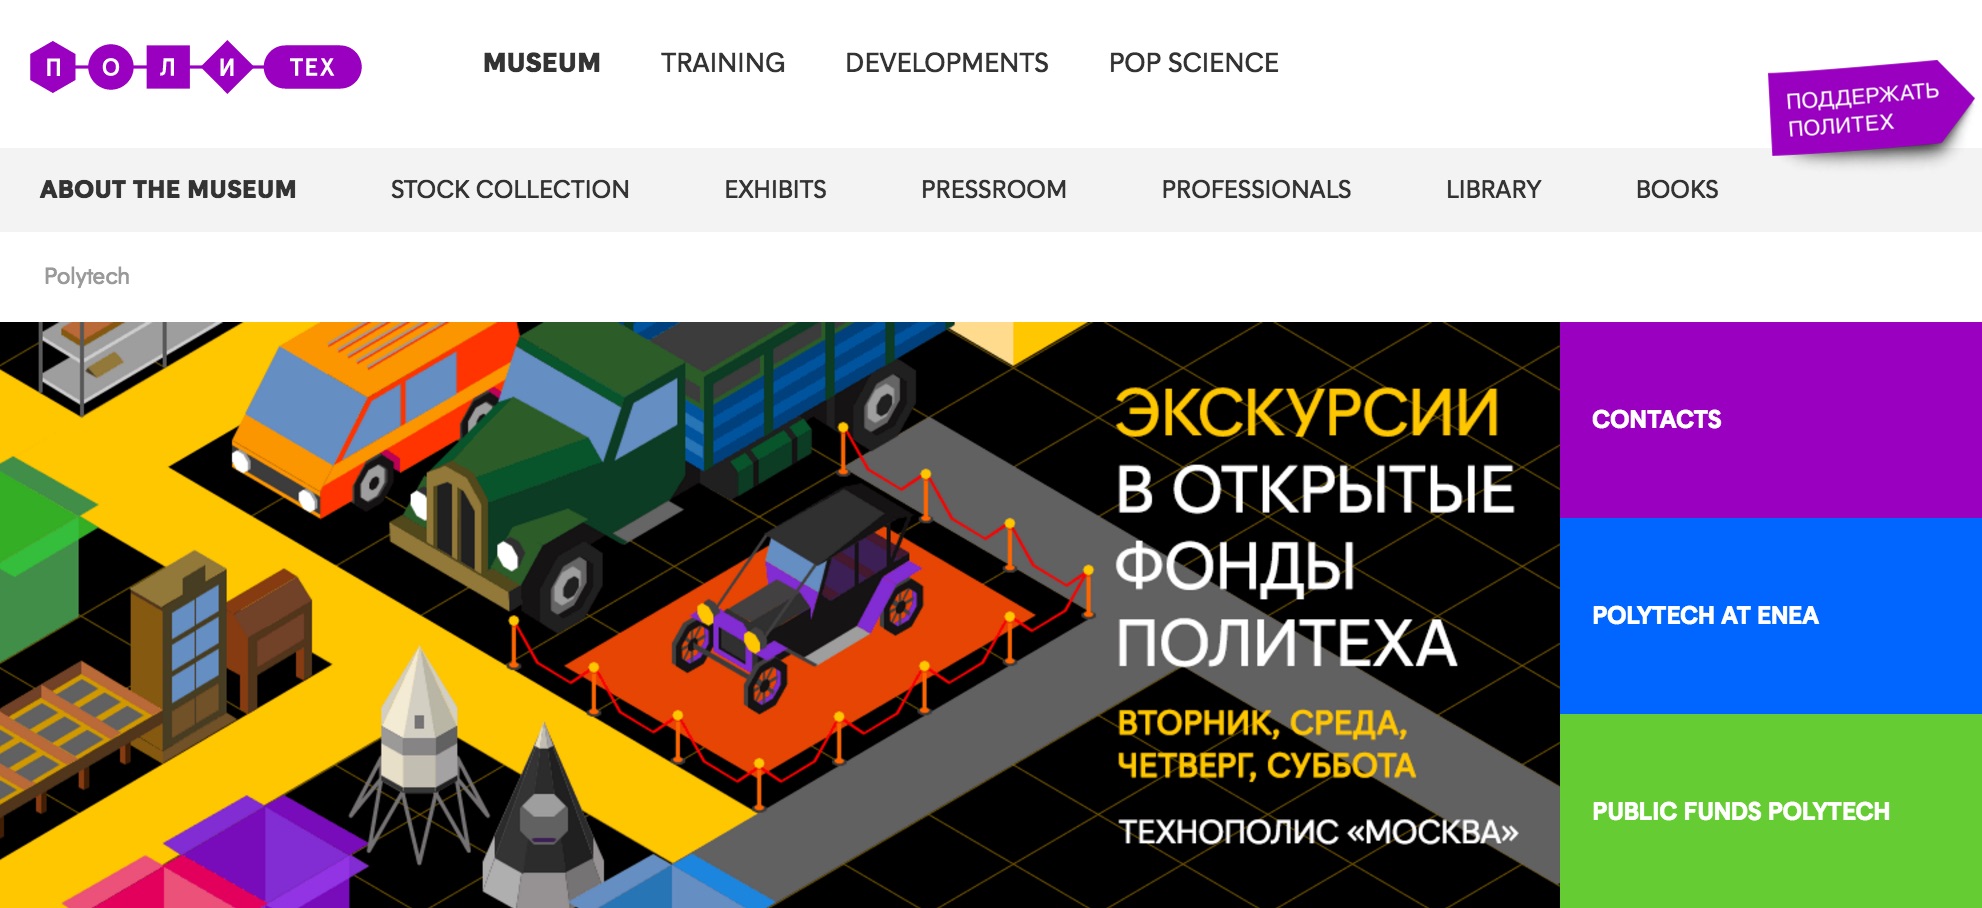 ПОЛИТЕХ
MUSEUM TRAINING DEVELOPMENTS POP SCIENCE
ПОДДЕРЖАТЬ
ПОЛИТЕХ
ABOUT THE MUSEUM STOCK COLLECTION EXHIBITS PRESSROOM PROFESSIONALS LIBRARY BOOKS
Polytech
ЭКСКУРСИИ
В ОТКРЫТЫЕ
ФОНДЫ
ПОЛИТЕХА
ВТОРНИК, СРЕДА,
ЧЕТВЕРГ, СУББОТА
ТЕХНОПОЛИС «МОСКВА»
CONTACTS
POLYTECH AT ENEA
PUBLIC FUNDS POLYTECH